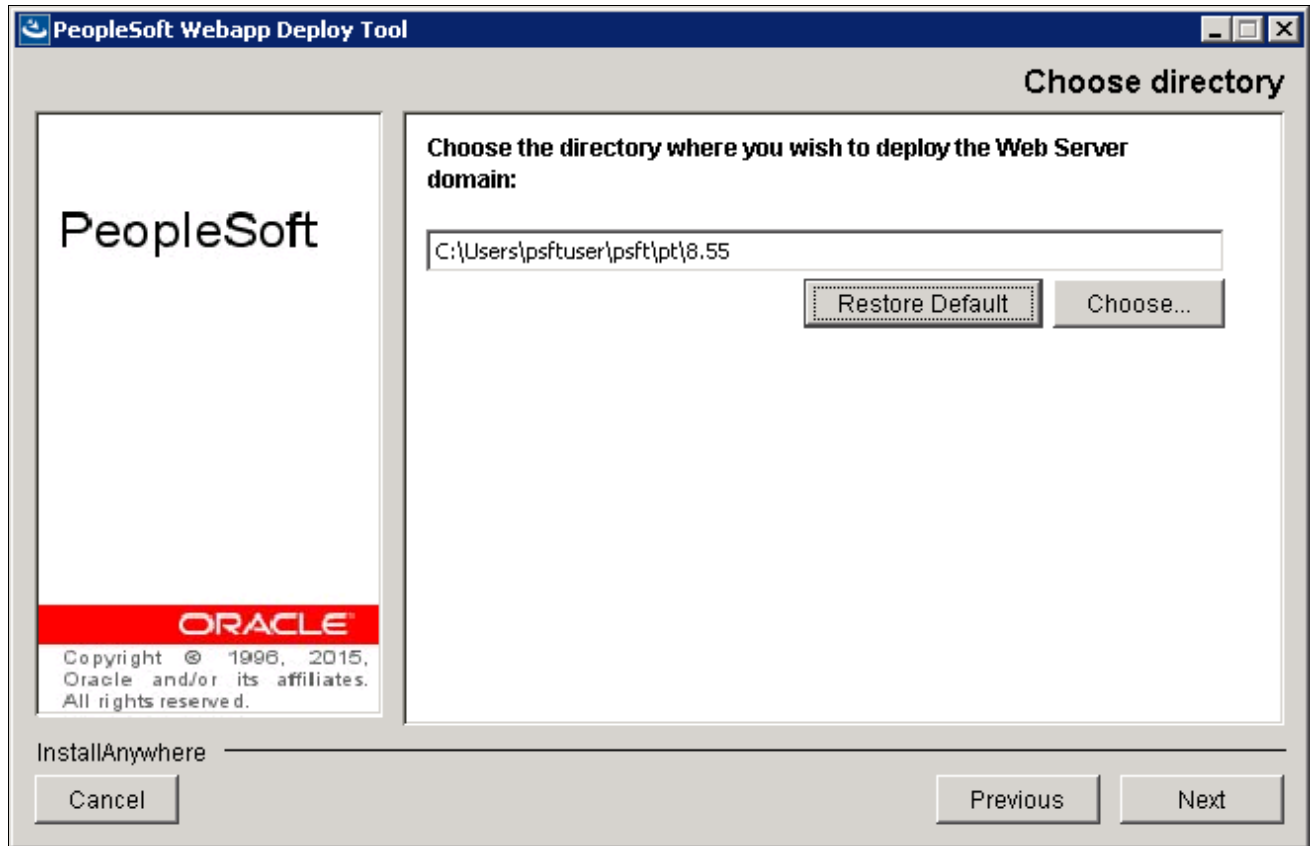 PeopleSoft Webapp Deploy Tool
Choose directory
PeopleSoft
ORACLE
Copyright © 1996, 2015,
Oracle and/or its affiliates.
All rights reserved.
Choose the directory where you wish to deploy the Web Server
domain:
C:\Users\psftuser\psft\pt\8.55
Restore Default Choose...
InstallAnywhere
Cancel Previous Next